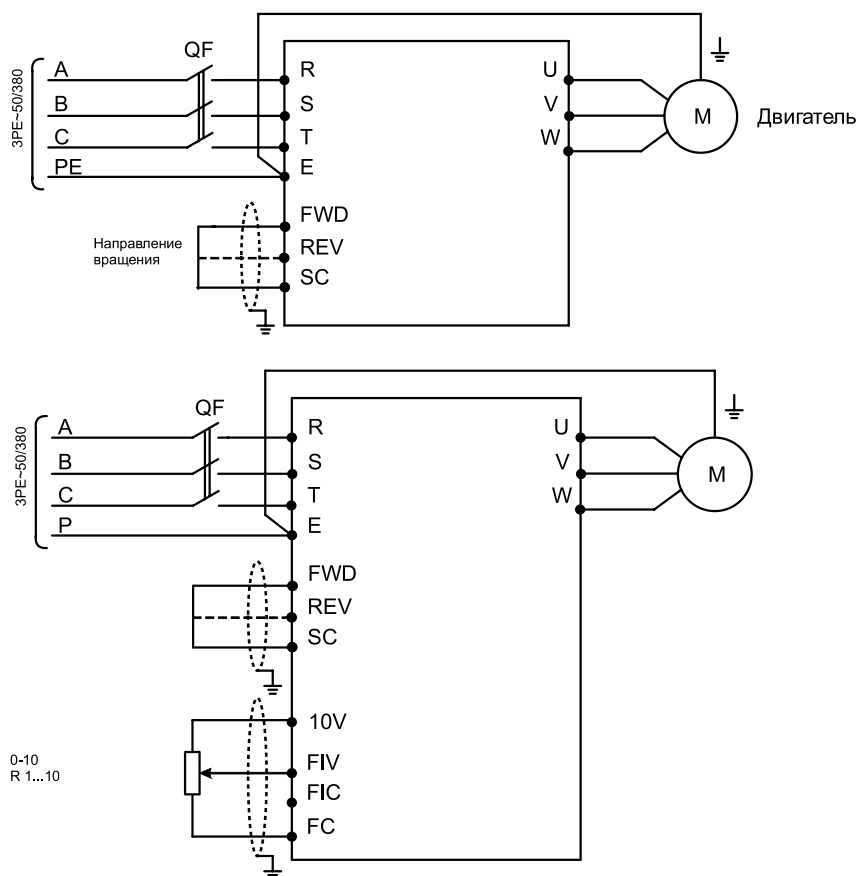 QF
3PE~50/380
A
B
C
PE
R
S
T
E
FWD
REV
SC
U
V
W
M
Двигатель
Направление
вращения
QF
3PE~50/380
A
B
C
P
R
S
T
E
FWD
REV
SC
10V
FIV
FIC
FC
U
V
W
M
0-10
R 1...10